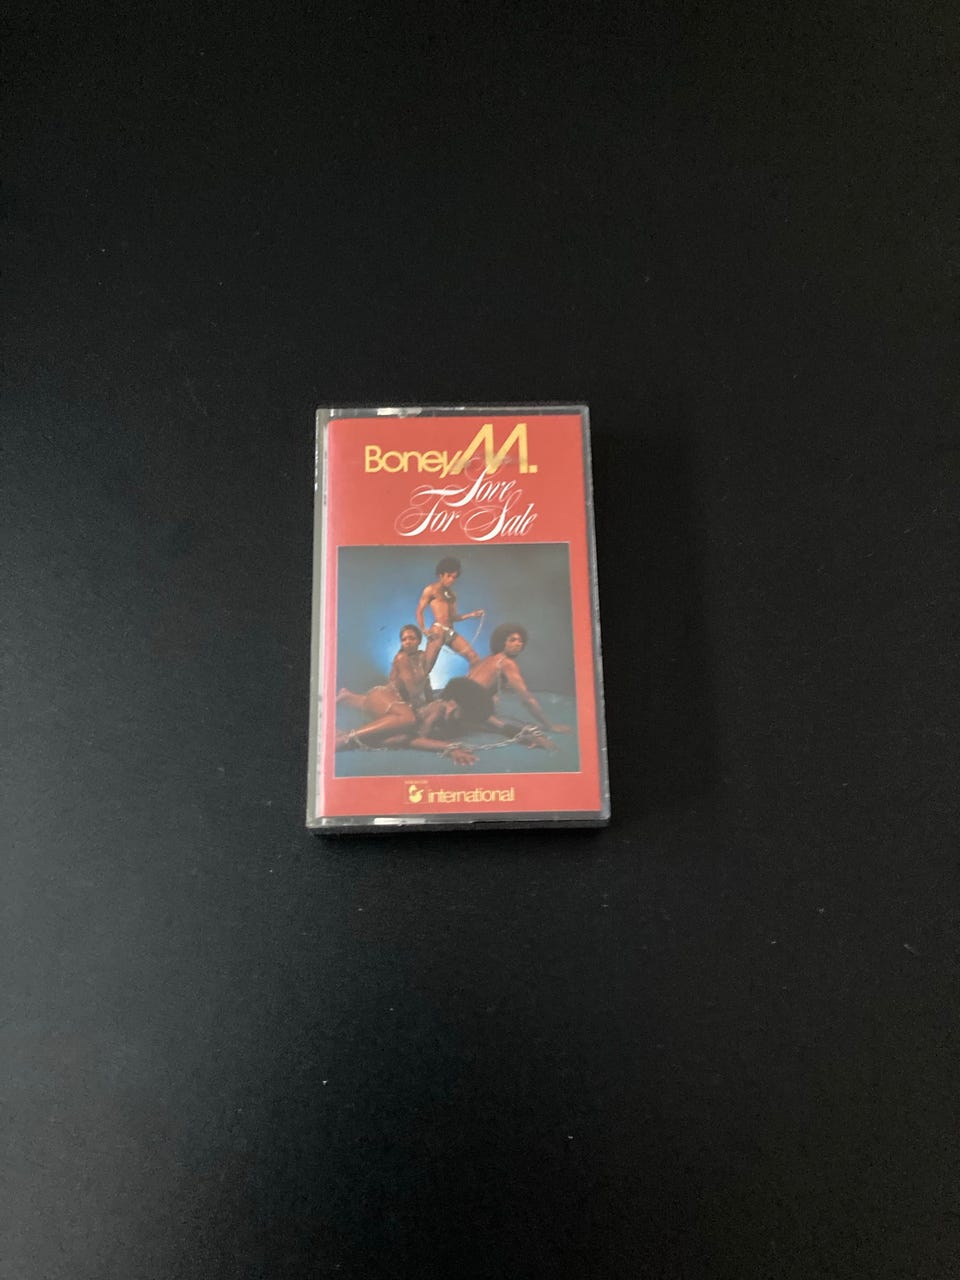 Boney M.
Love
For Sale
international